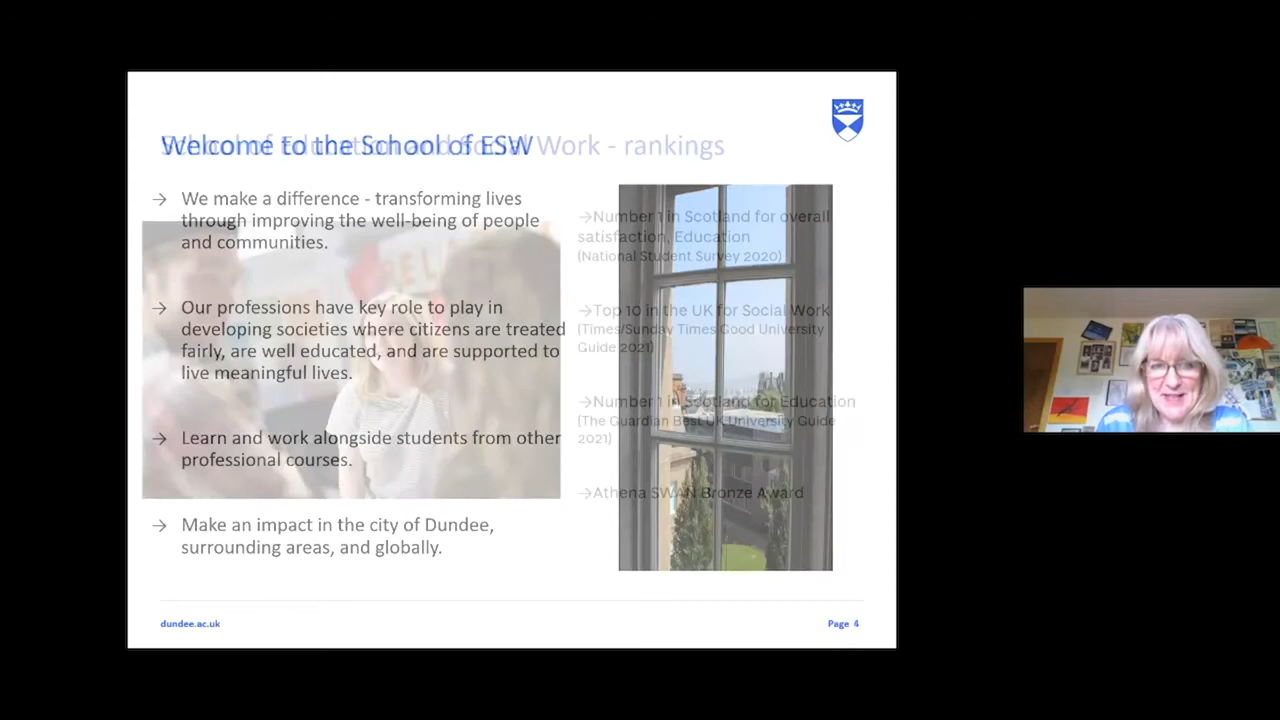 Welcome to the School of ESW
School of Education and Social Work - rankings
→ We make a difference - transforming lives
through improving the well-being of people
and communities.
→ Our professions have key role to play in
developing societies where citizens are treated
fairly, are well educated, and are supported to
live meaningful lives.
→ Learn and work alongside students from other
professional courses.
→ Make an impact in the city of Dundee,
surrounding areas, and globally.
→Number 1 in Scotland for overall
satisfaction, Education
(National Student Survey 2020)
→Top 10 in the UK for Social Work
(Times/Sunday Times Good University
Guide 2021)
→Number 1 in Scotland for Education
(The Guardian Best UK University Guide
2021)
→Athena SWAN Bronze Award
dundee.ac.uk
Page 4